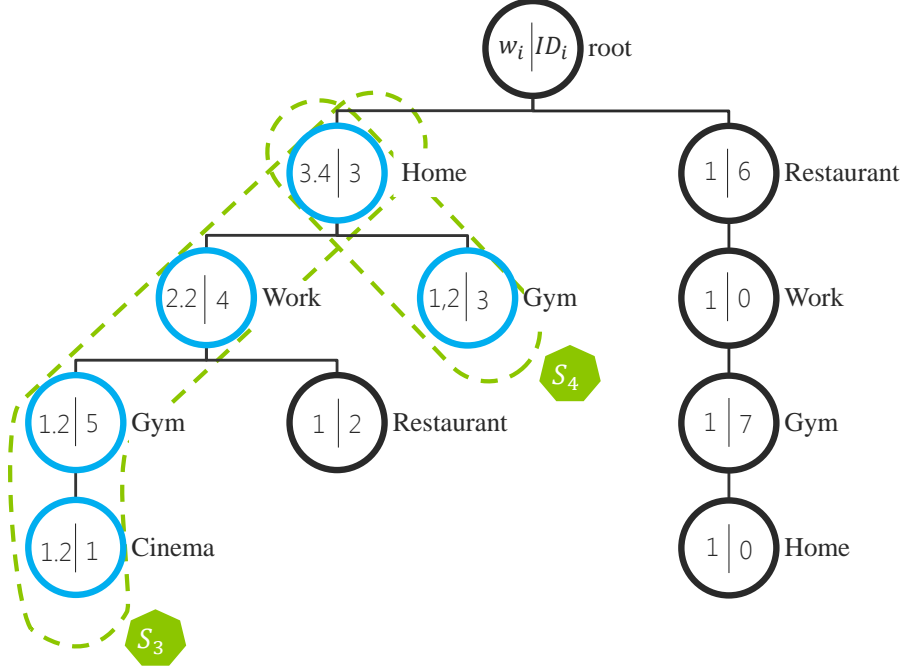 w_i | ID_i root
3.4 | 3 Home
1 | 6 Restaurant
2.2 | 4 Work
1,2 | 3 Gym
1 | 0 Work
S_4
1.2 | 5 Gym
1 | 2 Restaurant
1 | 7 Gym
1.2 | 1 Cinema
1 | 0 Home
S_3